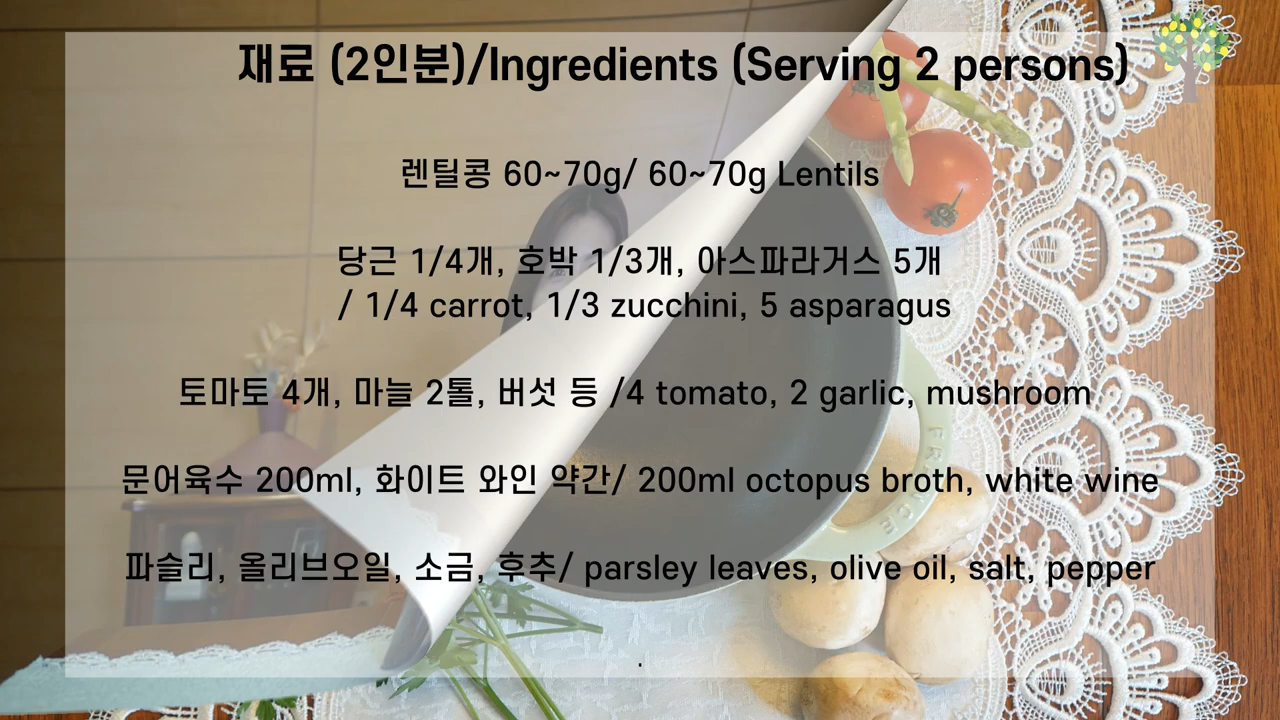 재료 (2인분)/Ingredients (Serving 2 persons)
렌틸콩 60~70g/ 60~70g Lentils
당근 1/4개, 호박 1/3개, 아스파라거스 5개
/ 1/4 carrot, 1/3 zucchini, 5 asparagus
토마토 4개, 마늘 2톨, 버섯 등 /4 tomato, 2 garlic, mushroom
문어육수 200ml, 화이트 와인 약간/ 200ml octopus broth, white wine
파슬리, 올리브오일, 소금, 후추/ parsley leaves, olive oil, salt, pepper
.